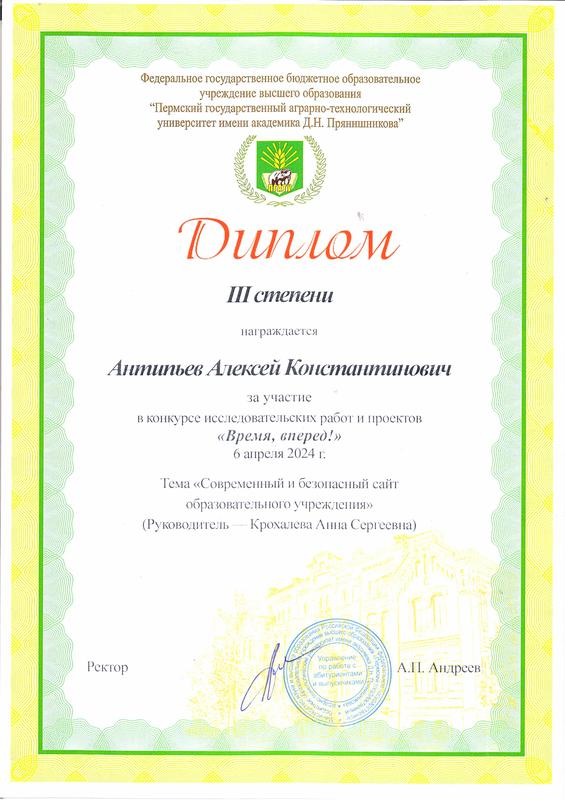 Федеральное государственное бюджетное образовательное
учреждение высшего образования
“Пермский государственный аграрно-технологический
университет имени академика Д.Н. Прянишникова”
Диплом
III степени
награждается
Антипьев Алексей Константинович
за участие
в конкурсе исследовательских работ и проектов
«Время, вперед!»
6 апреля 2024 г.
Тема «Современный и безопасный сайт
образовательного учреждения»
(Руководитель — Крохалева Анна Сергеевна)
Управление
по работе с
абитуриентами
и выпускниками
Ректор
А.П. Андреев